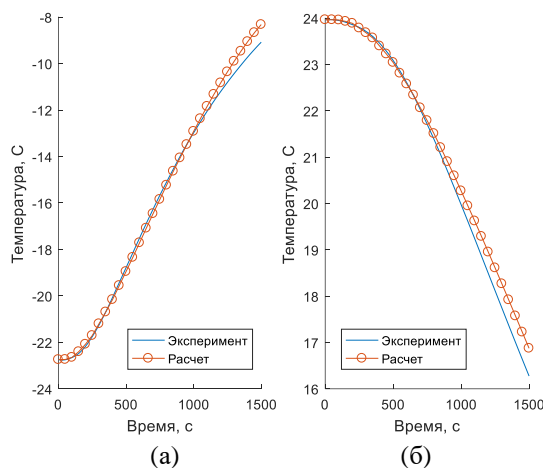 -8
-10
-12
-14
-16
-18
-20
-22
-24
Температура, С
0
500
1000
1500
Время, с
Эксперимент
Расчет
(а)
24
23
22
21
20
19
18
17
16
Температура, С
0
500
1000
1500
Время, с
Эксперимент
Расчет
(б)